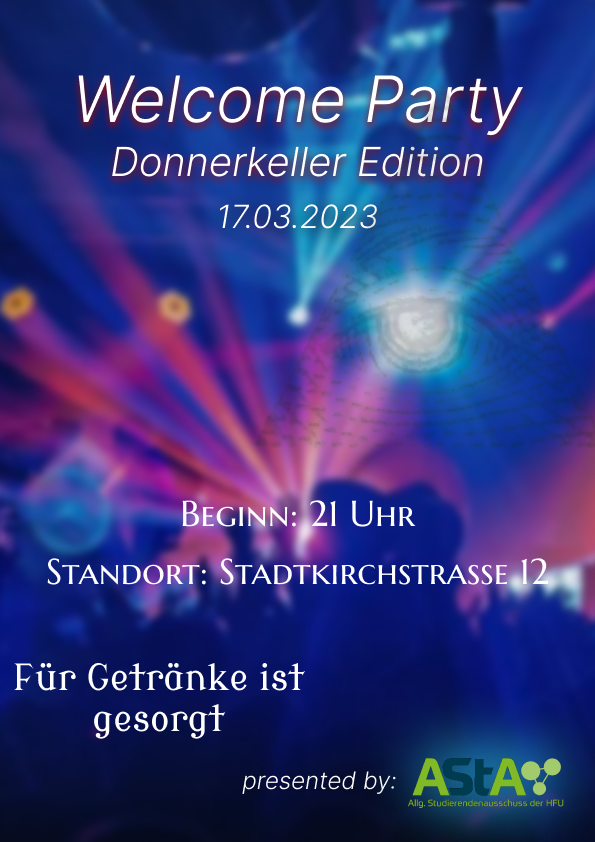 Welcome Party
Donnerkeller Edition
17.03.2023
Beginn: 21 Uhr
Standort: Stadtkirchstrasse 12
Für Getränke ist
gesorgt
presented by: AStA
Allg. Studierendenausschuss der HFU